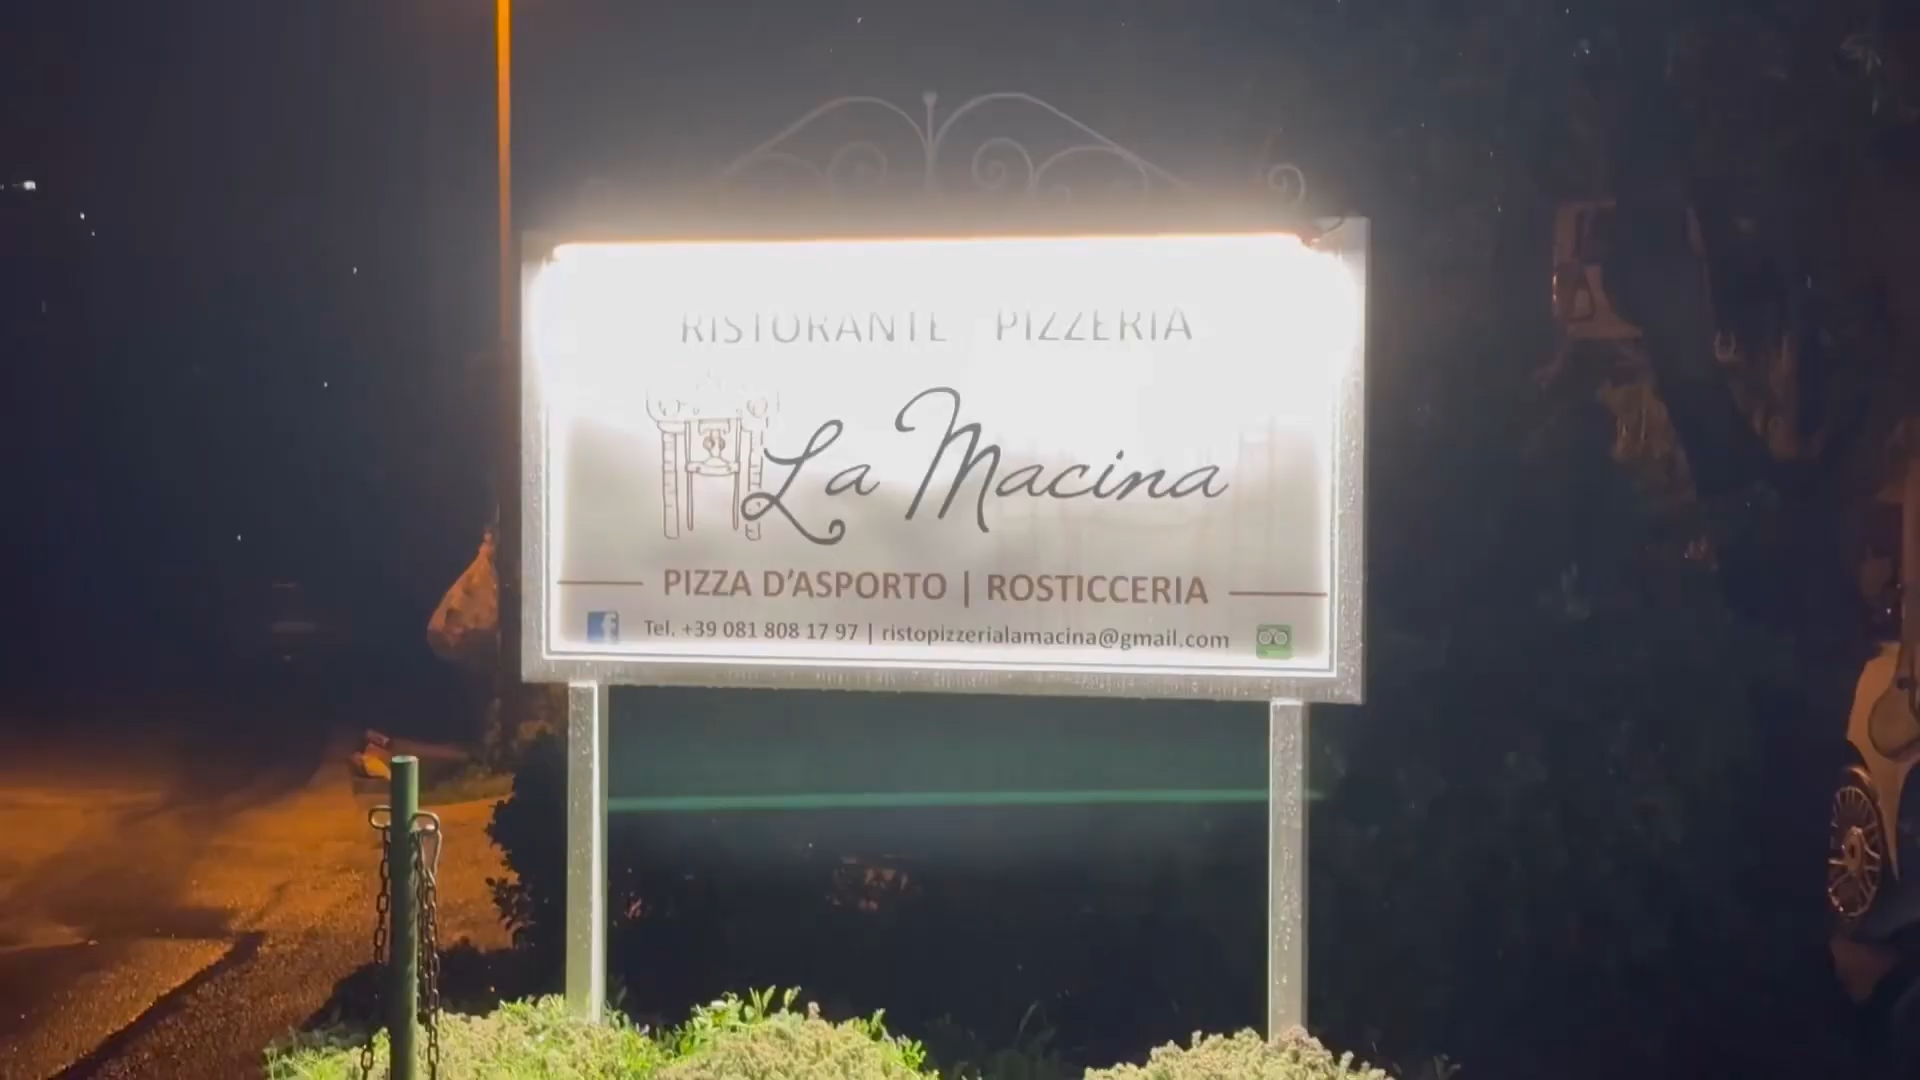 RISTORANTE PIZZERIA
La Macina
PIZZA D'ASPORTO | ROSTICCERIA
f Tel. +39 081 808 17 97 | ristopizzerialamacina@gmail.com